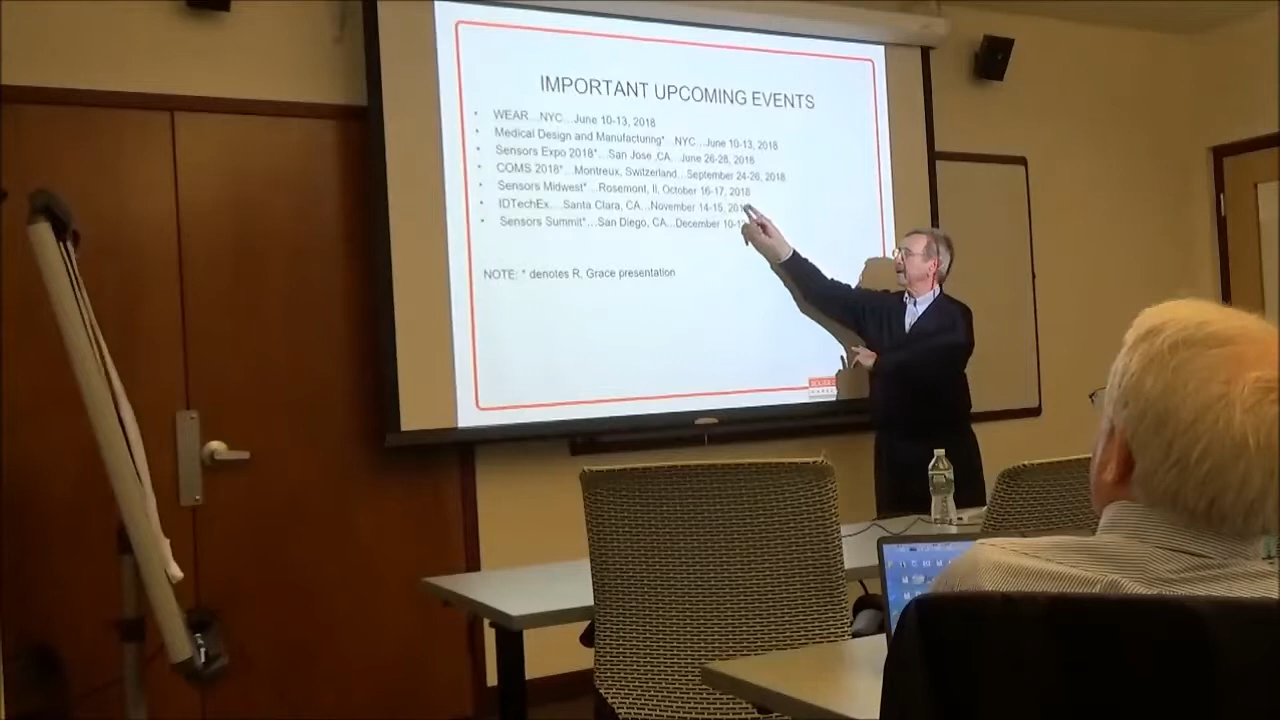 IMPORTANT UPCOMING EVENTS
• WEAR...NYC...June 10-13, 2018
• Medical Design and Manufacturing* ..NYC...June 10-13, 2018
• Sensors Expo 2018*...San Jose ,CA...June 26-28, 2018
• COMS 2018*...Montreux, Switzerland...September 24-26, 2018
• Sensors Midwest*...Rosemont, Il, October 16-17, 2018
• IDTechEx....Santa Clara, CA...November 14-15,
• Sensors Summit*...San Diego, CA...December
NOTE: * denotes R. Grace presentation